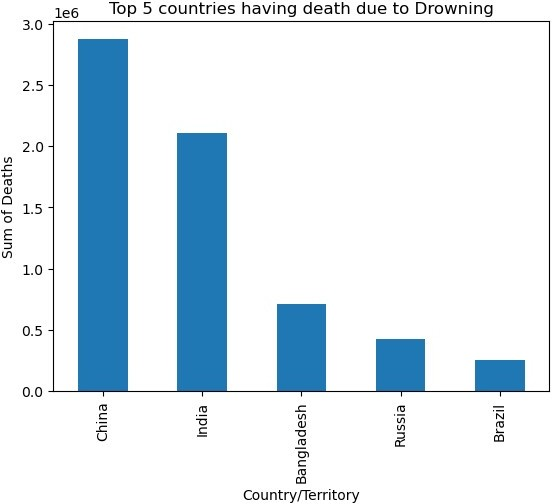 Top 5 countries having death due to Drowning
1e6
3.0
2.5
2.0
1.5
1.0
0.5
0.0
Sum of Deaths
China
India
Bangladesh
Russia
Brazil
Country/Territory